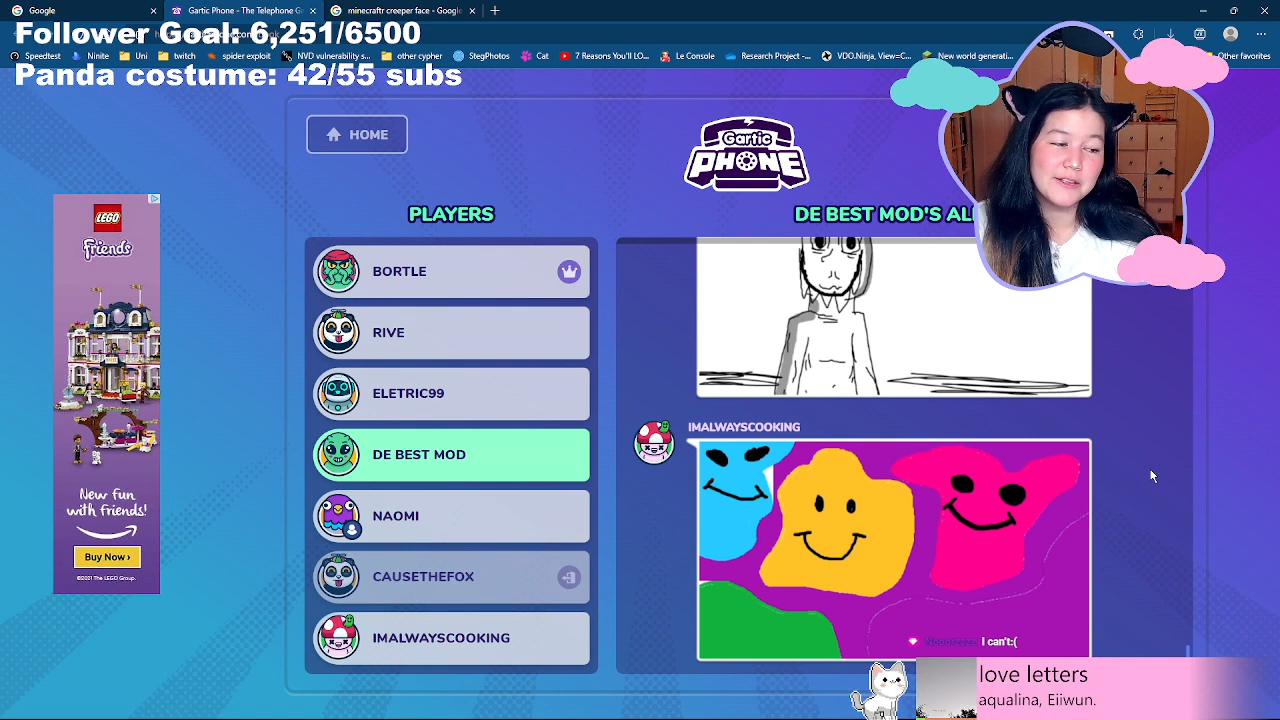 Google
Gartic Phone - The Telephone Ga
minecraftr creeper face - Google
Follower Goal: 6,251/6500
Speedtest
Ninite
Uni
twitch
spider exploit
NVD vulnerability s...
other cypher
StegPhotos
Cat
7 Reasons You'll LO...
Le Console
Research Project -...
VDO.Ninja, View=C...
New world generati...
Other favorites
Panda costume: 42/55 subs
HOME
Gartic
PHONE
PLAYERS
DE BEST MOD'S AL
BORTLE
RIVE
ELETRIC99
DE BEST MOD
NAOMI
CAUSETHEFOX
IMALWAYSCOOKING
IMALWAYSCOOKING
I can't:(
LEGO
Friends
New fun
with friends!
Buy Now ›
©2021 The LEGO Group.
love letters
aqualina, Eiiwun.